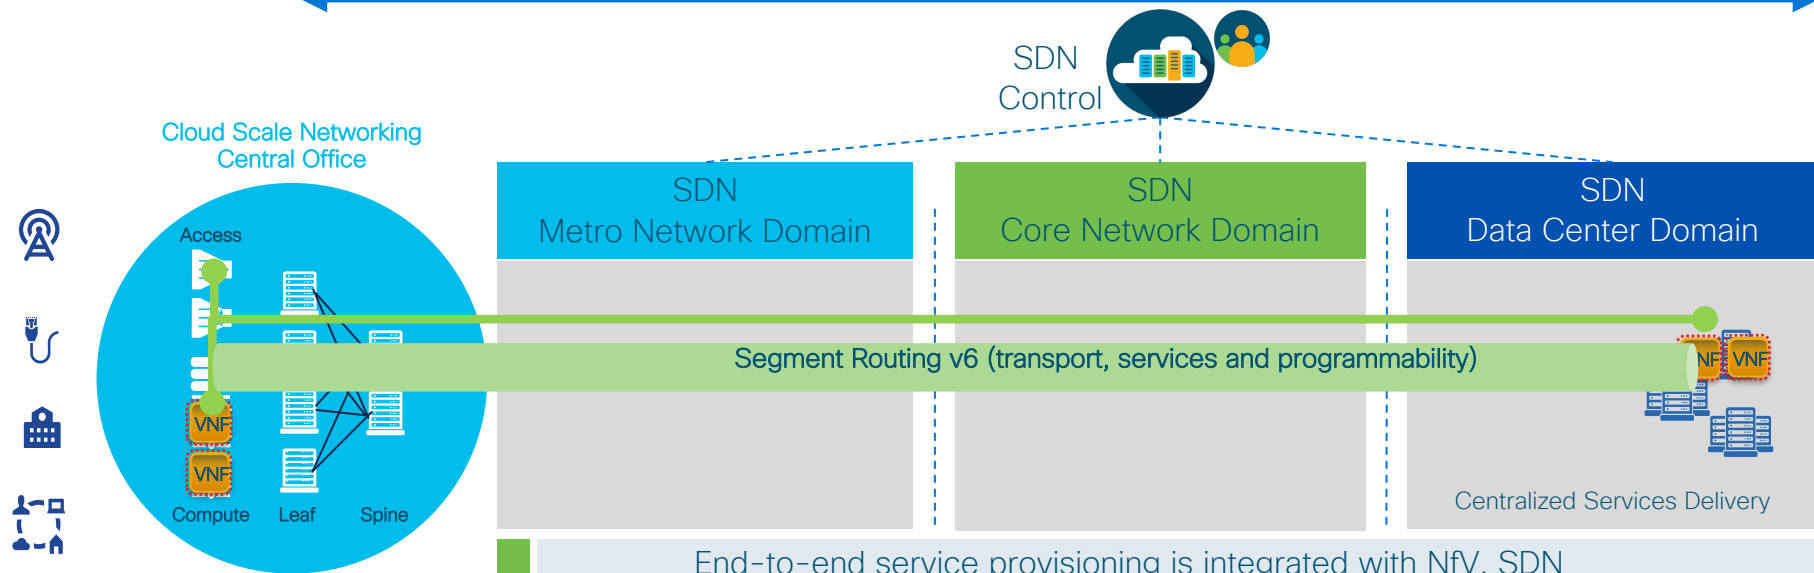 SDN
Control
Cloud Scale Networking
Central Office
SDN
Metro Network Domain
SDN
Core Network Domain
SDN
Data Center Domain
Access
Segment Routing v6 (transport, services and programmability)
VNF
VNF
VNF
VNF
Compute
Leaf
Spine
Centralized Services Delivery
End-to-end service provisioning is integrated with NfV, SDN